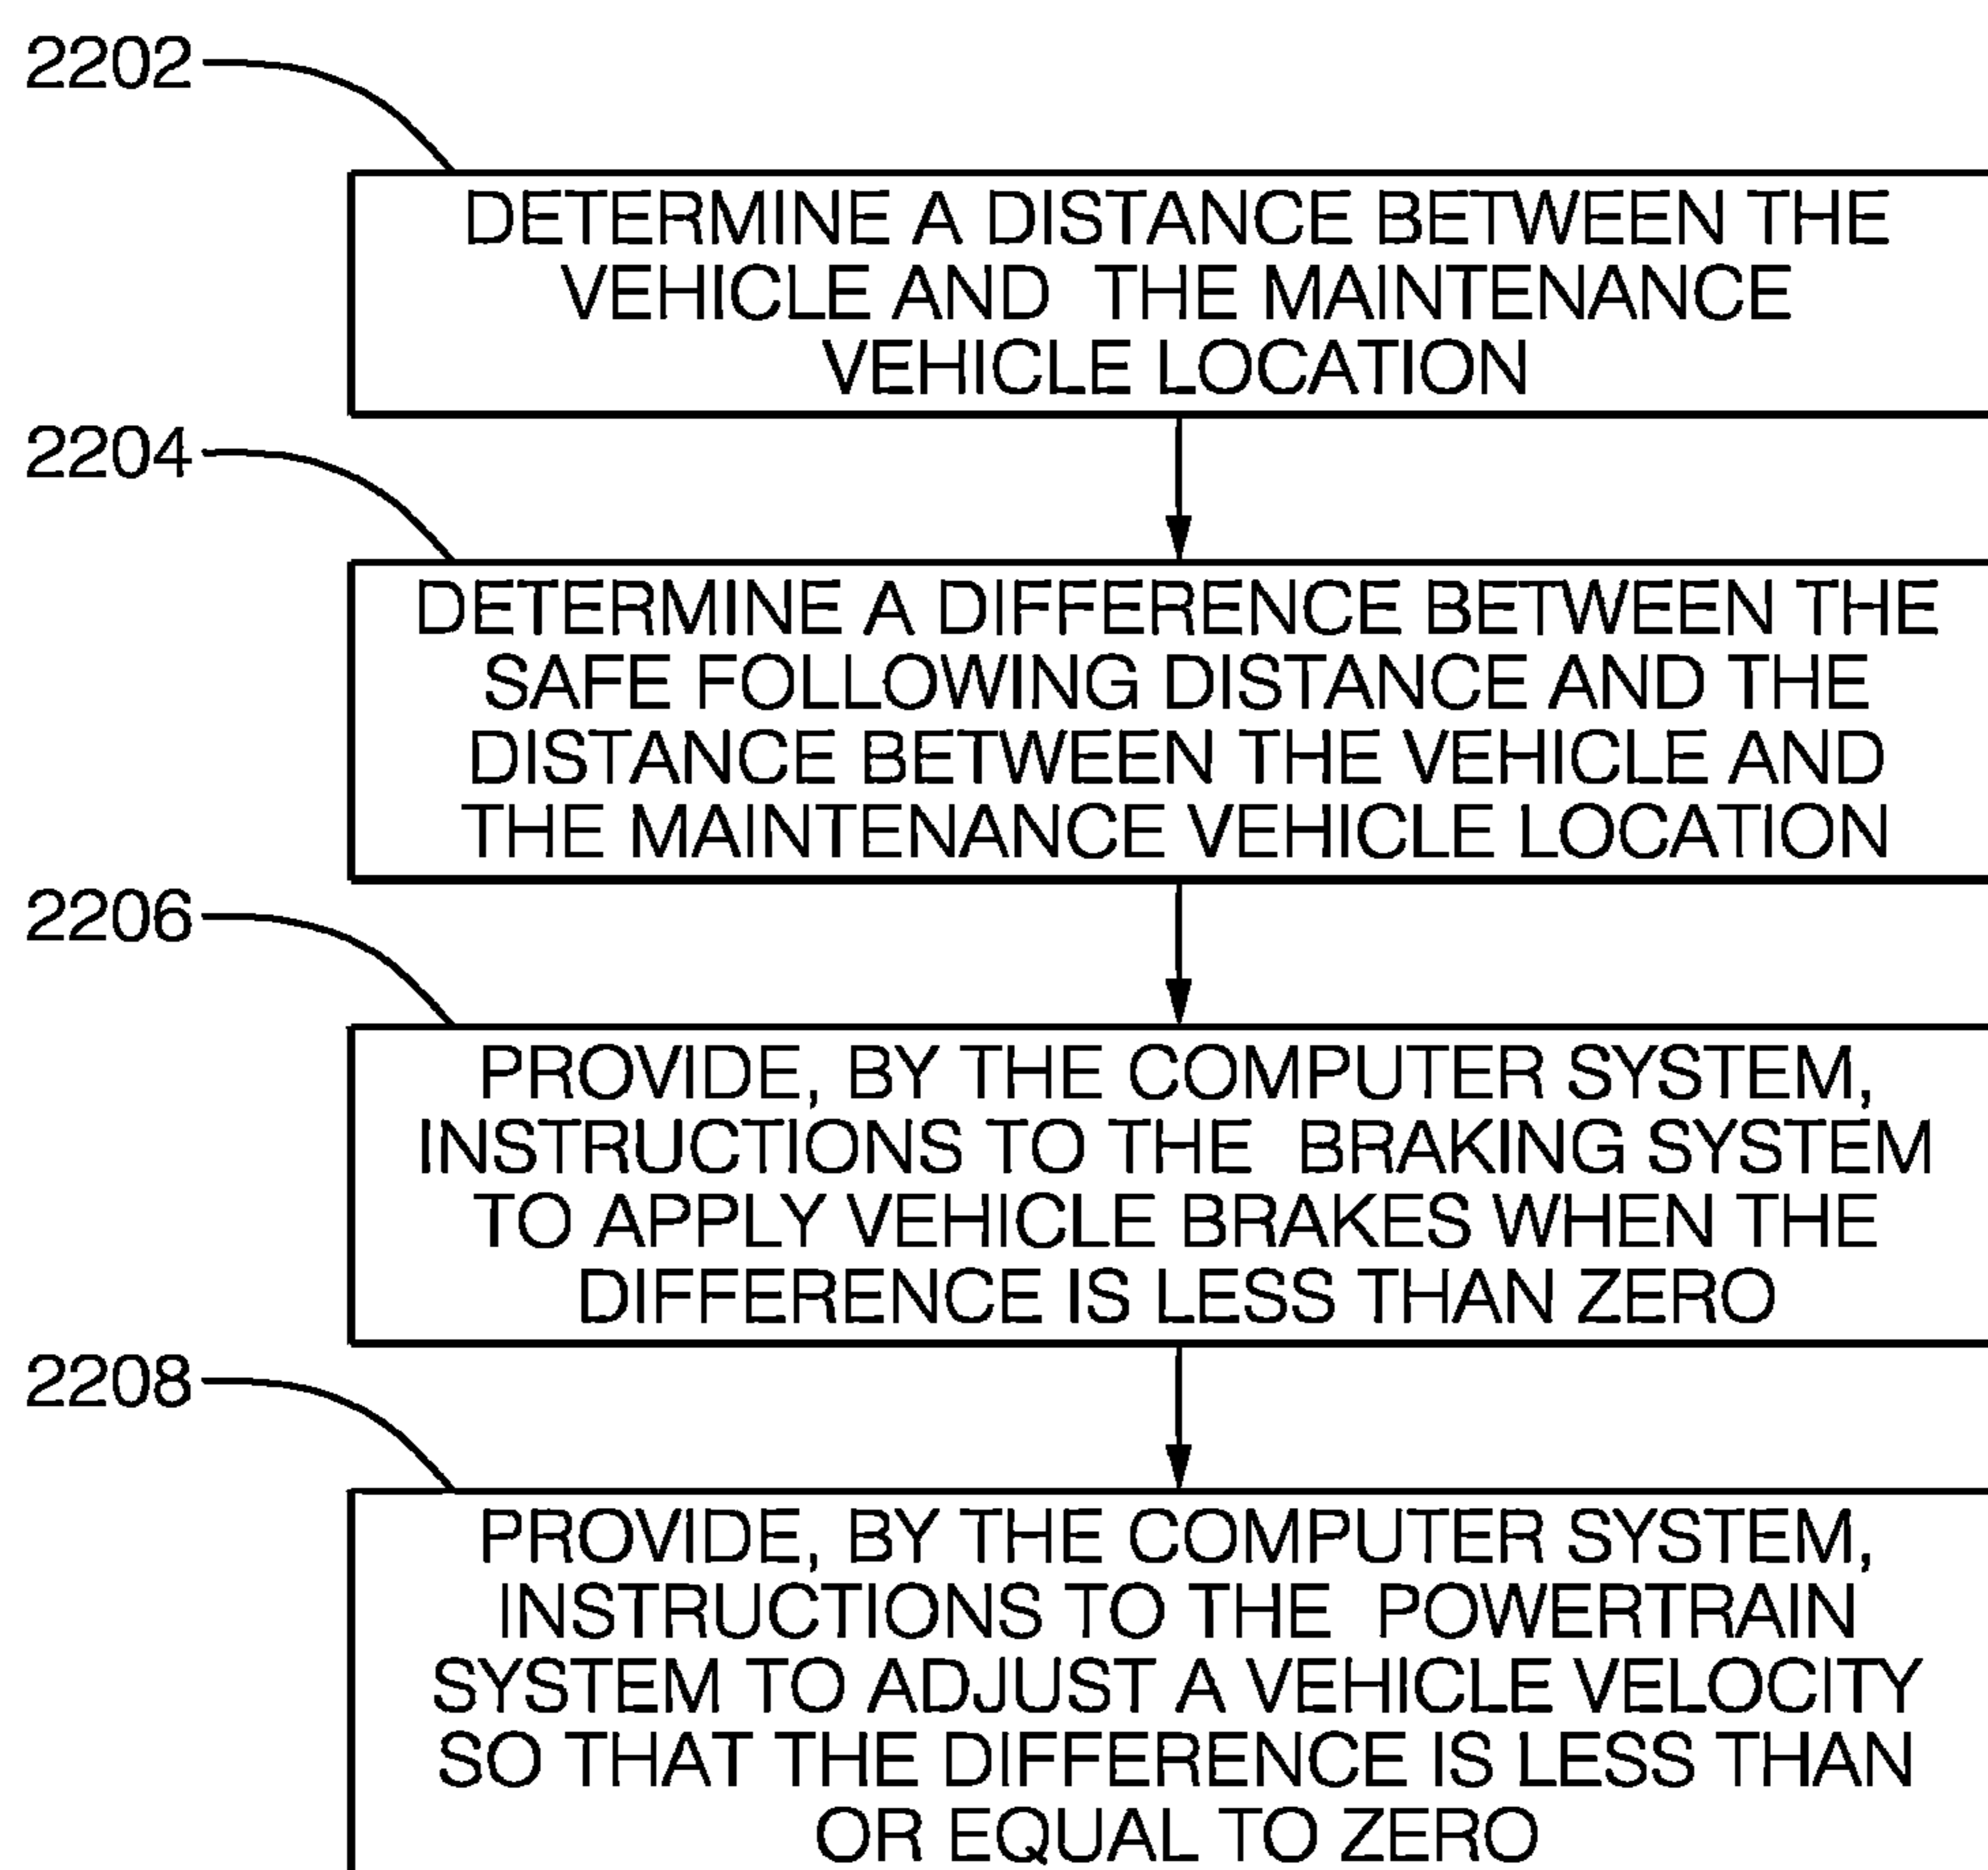 2202
DETERMINE A DISTANCE BETWEEN THE
VEHICLE AND THE MAINTENANCE
VEHICLE LOCATION
2204
DETERMINE A DIFFERENCE BETWEEN THE
SAFE FOLLOWING DISTANCE AND THE
DISTANCE BETWEEN THE VEHICLE AND
THE MAINTENANCE VEHICLE LOCATION
2206
PROVIDE, BY THE COMPUTER SYSTEM,
INSTRUCTIONS TO THE BRAKING SYSTEM
TO APPLY VEHICLE BRAKES WHEN THE
DIFFERENCE IS LESS THAN ZERO
2208
PROVIDE, BY THE COMPUTER SYSTEM,
INSTRUCTIONS TO THE POWERTRAIN
SYSTEM TO ADJUST A VEHICLE VELOCITY
SO THAT THE DIFFERENCE IS LESS THAN
OR EQUAL TO ZERO